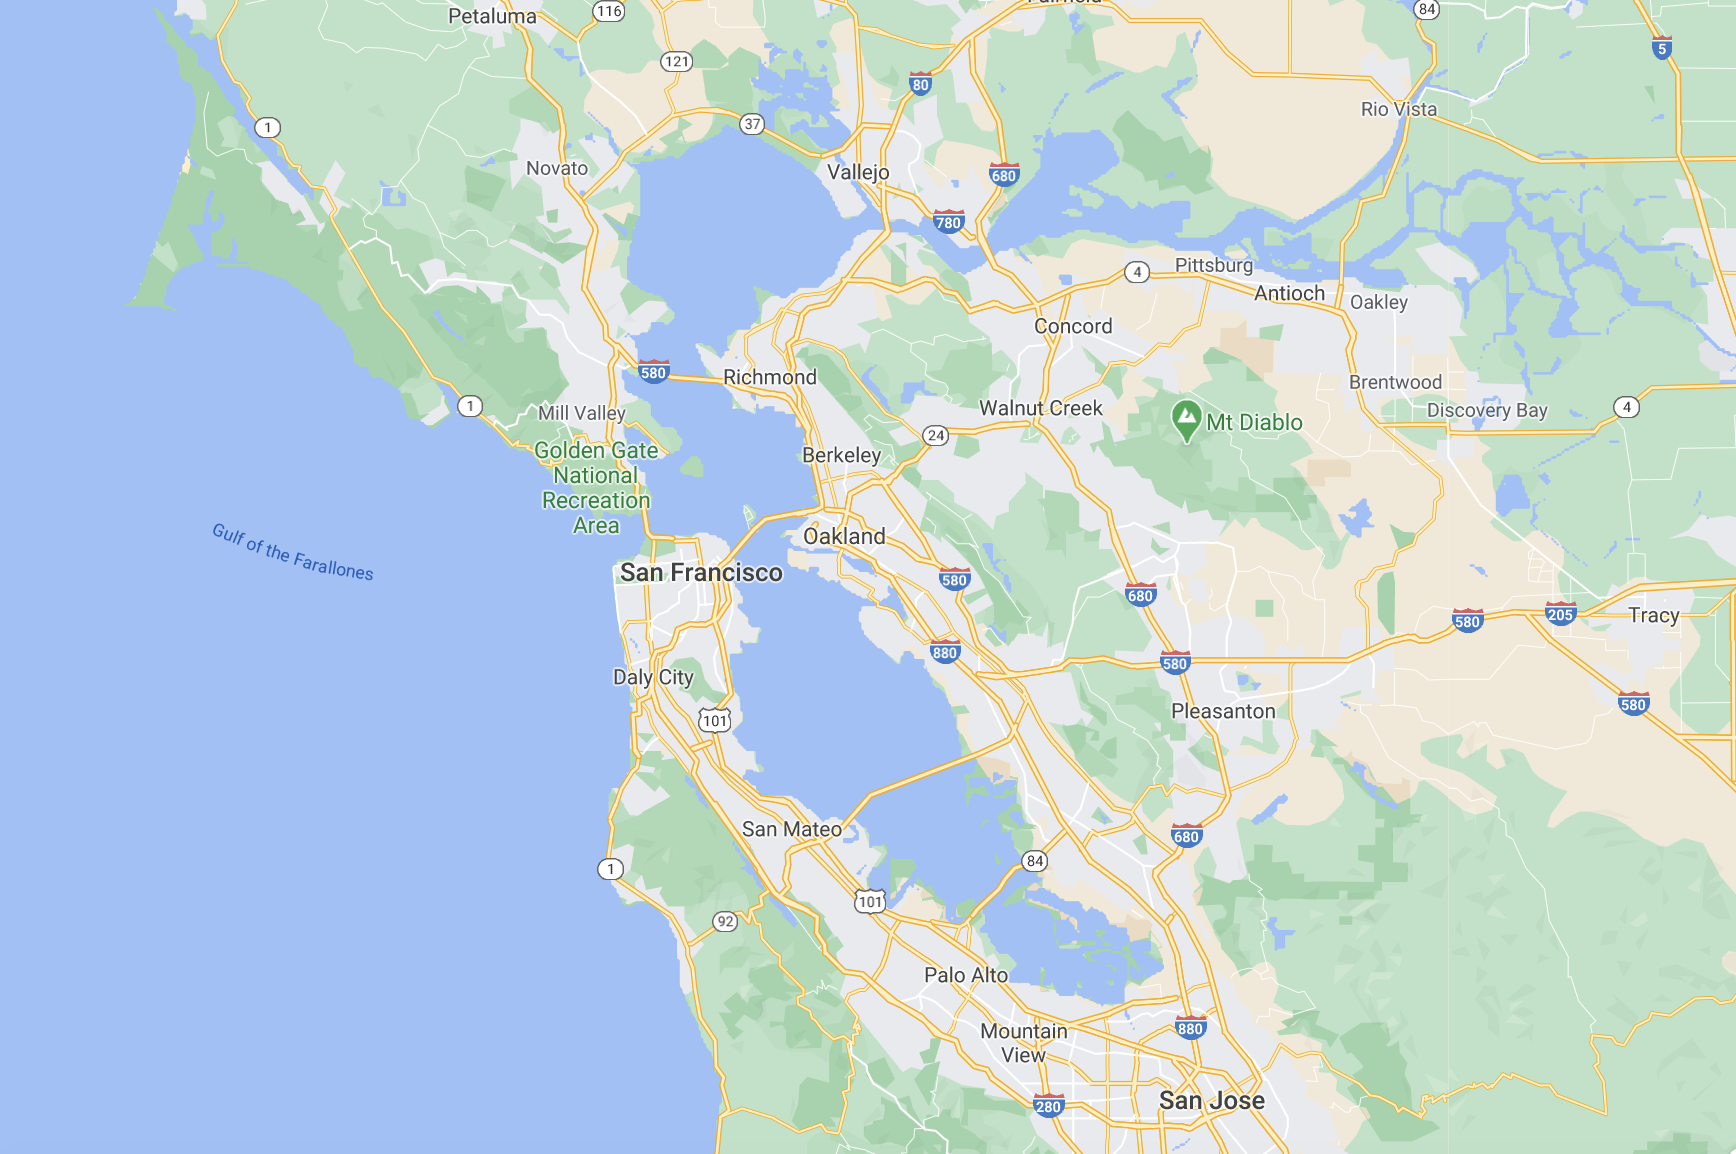 Petaluma
116
Fairfield
84
5
121
80
1
37
Rio Vista
Novato
Vallejo
680
780
4
Pittsburg
Antioch
Oakley
Concord
580
Richmond
Brentwood
1
Mill Valley
Walnut Creek
Discovery Bay
4
24
Mt Diablo
Golden Gate
National
Recreation
Area
Berkeley
Gulf of the Farallones
Oakland
San Francisco
580
680
580
205
Tracy
880
580
Daly City
101
Pleasanton
580
San Mateo
680
1
84
101
92
Palo Alto
Mountain
View
880
280
San Jose